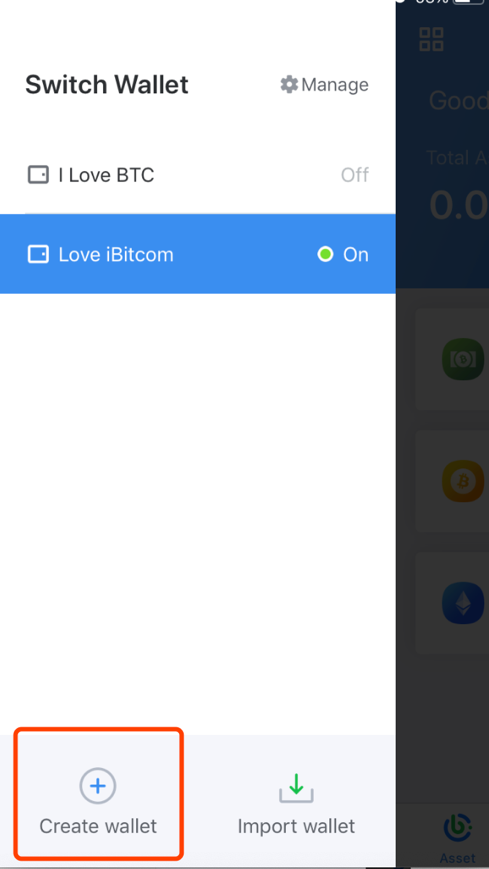 Switch Wallet
Manage
I Love BTC
Off
Love iBitcom
On
Create wallet
Import wallet
Good
Total A
0.0
Asset